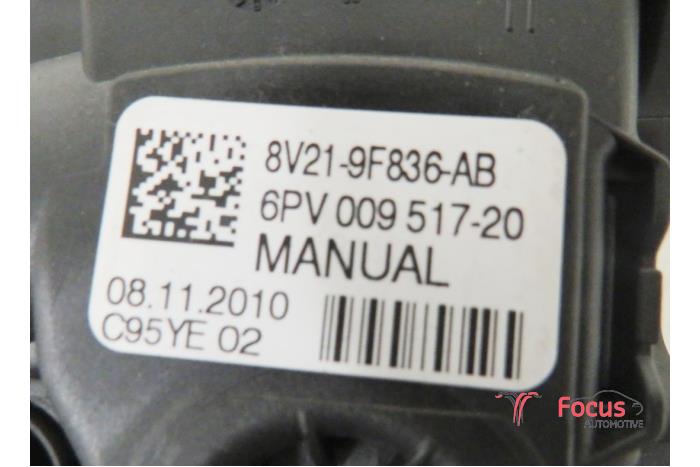 8V21-9F836-AB
6PV 009 517-20
MANUAL
08.11.2010
C95YE 02
Focus
AUTOMOTIVE